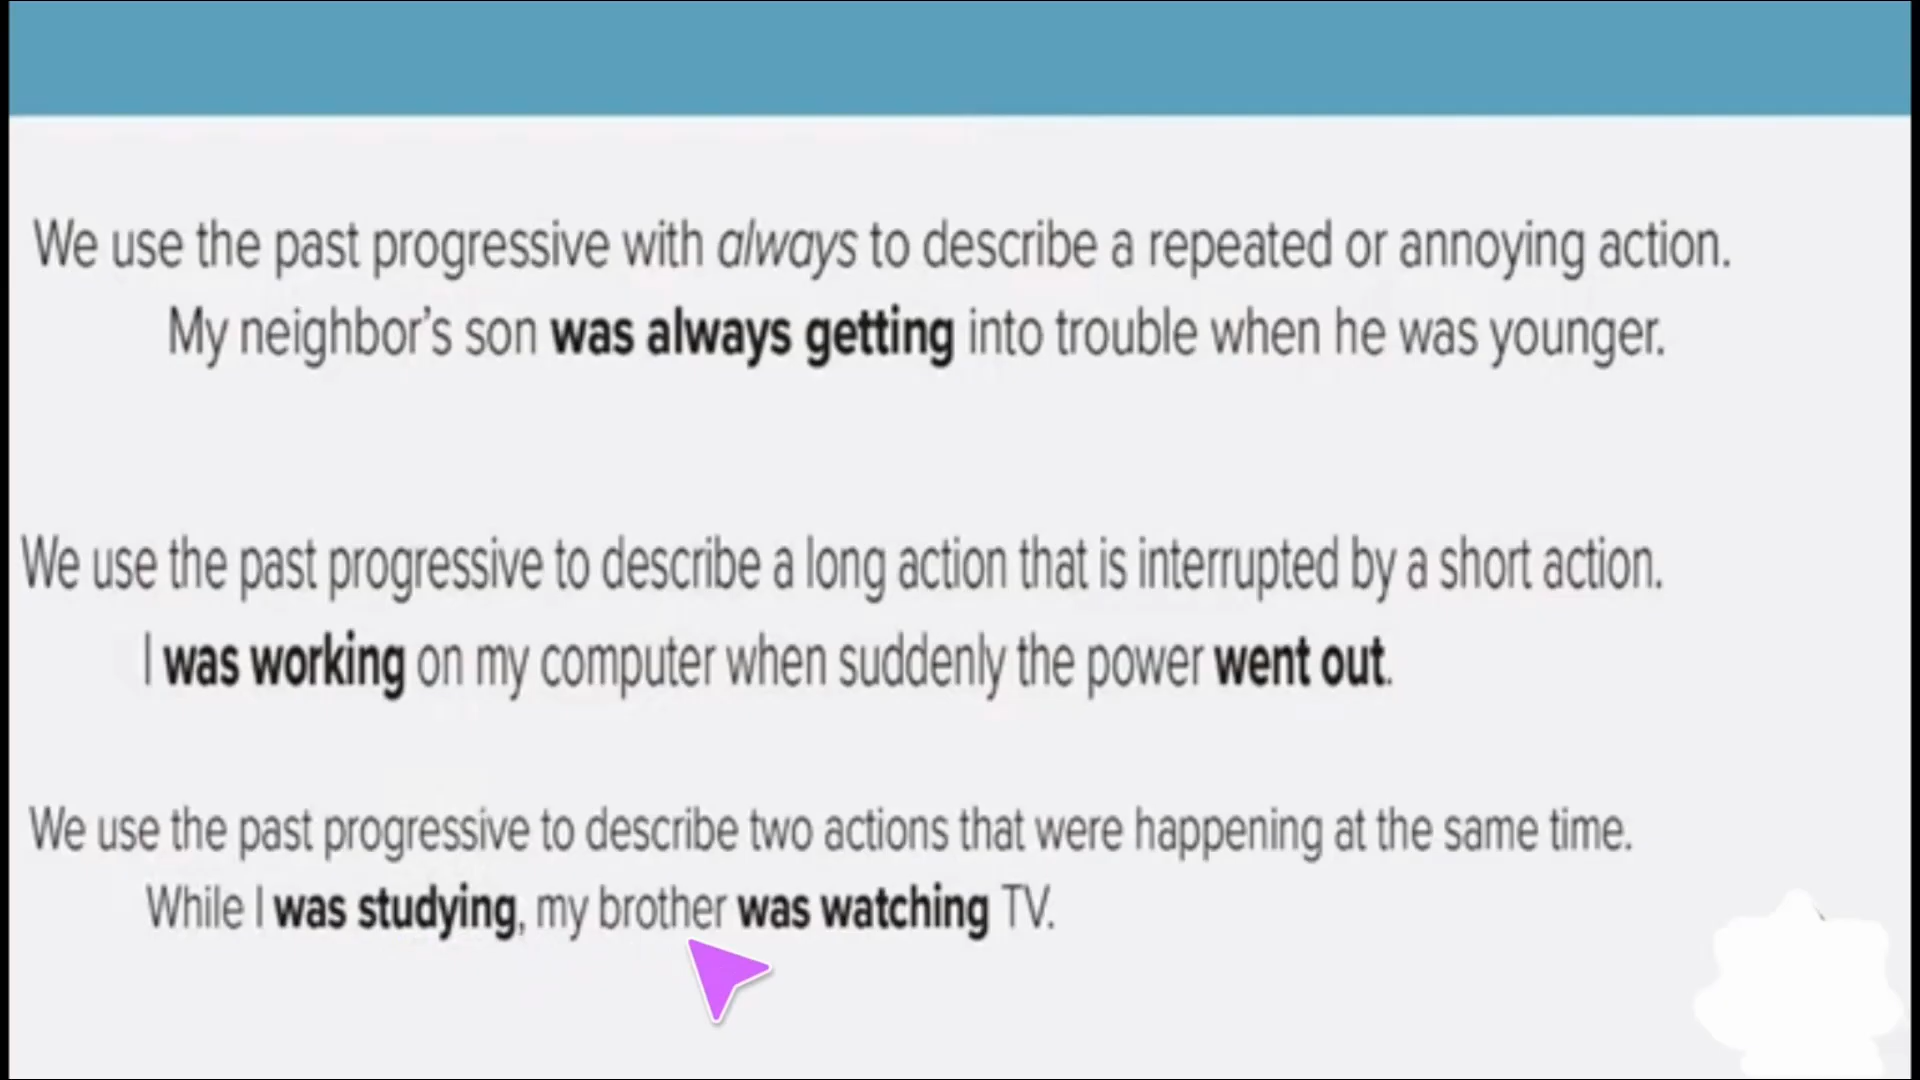 We use the past progressive with always to describe a repeated or annoying action.
My neighbor’s son was always getting into trouble when he was younger.
We use the past progressive to describe a long action that is interrupted by a short action.
I was working on my computer when suddenly the power went out.
We use the past progressive to describe two actions that were happening at the same time.
While I was studying, my brother was watching TV.